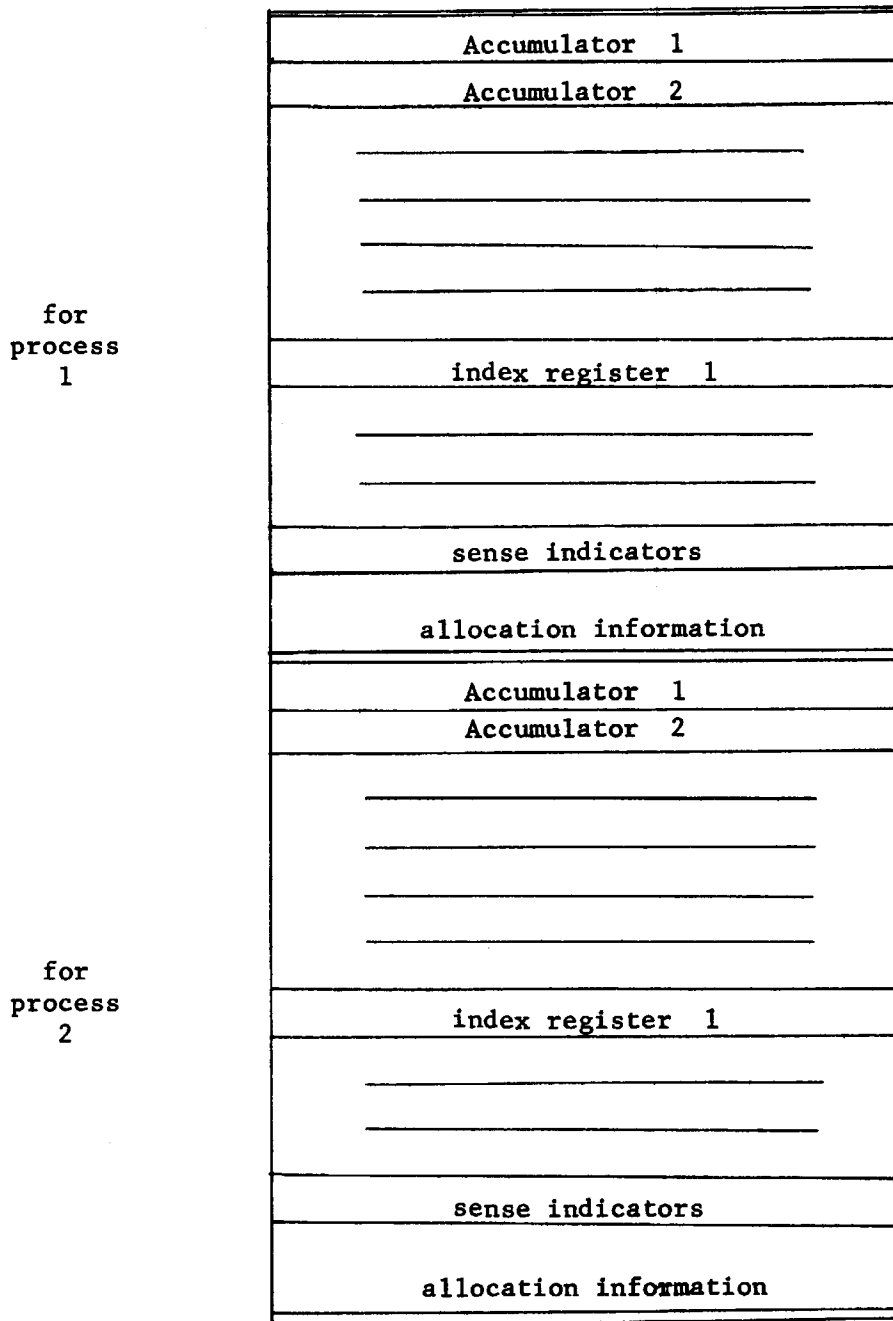 Accumulator 1
Accumulator 2
for
process
1
index register 1
sense indicators
allocation information
Accumulator 1
Accumulator 2
for
process
2
index register 1
sense indicators
allocation information